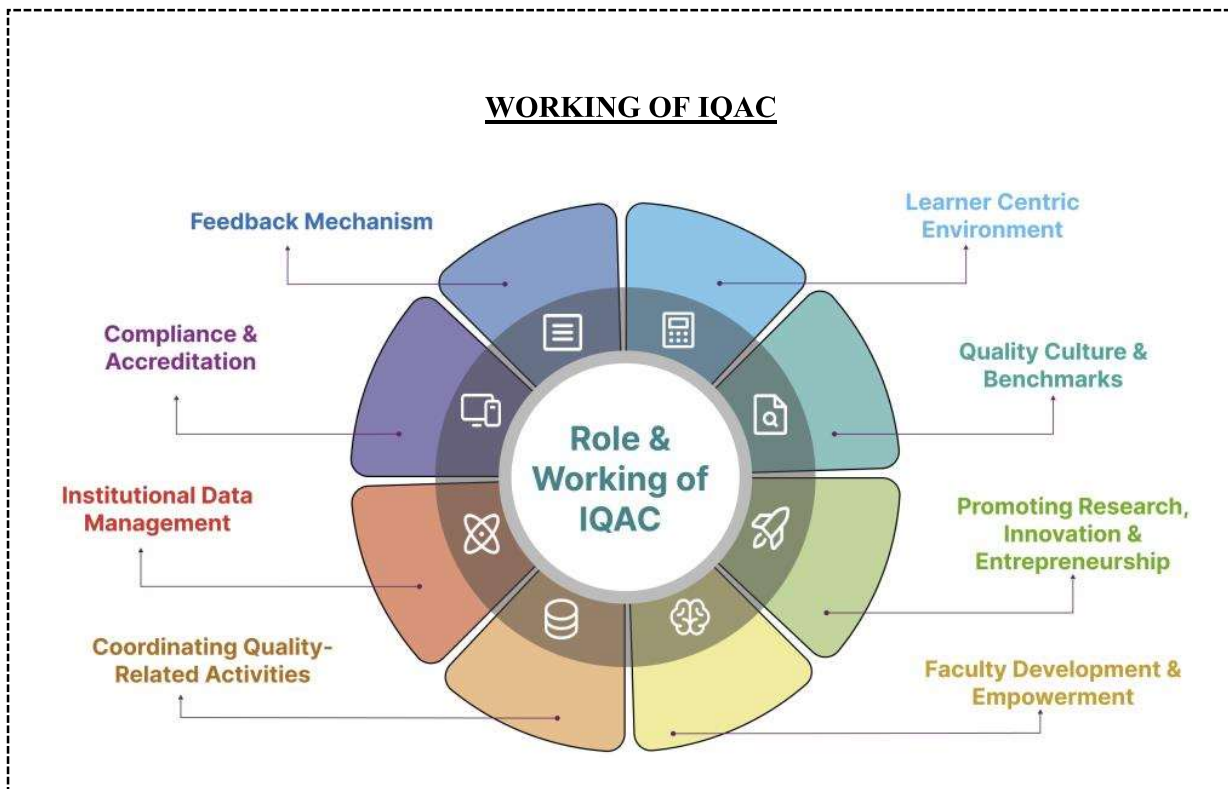 WORKING OF IQAC
Feedback Mechanism
Learner Centric
Environment
Compliance &
Accreditation
Quality Culture &
Benchmarks
Role &
Working of
IQAC
Institutional Data
Management
Promoting Research,
Innovation &
Entrepreneurship
Coordinating Quality-
Related Activities
Faculty Development &
Empowerment